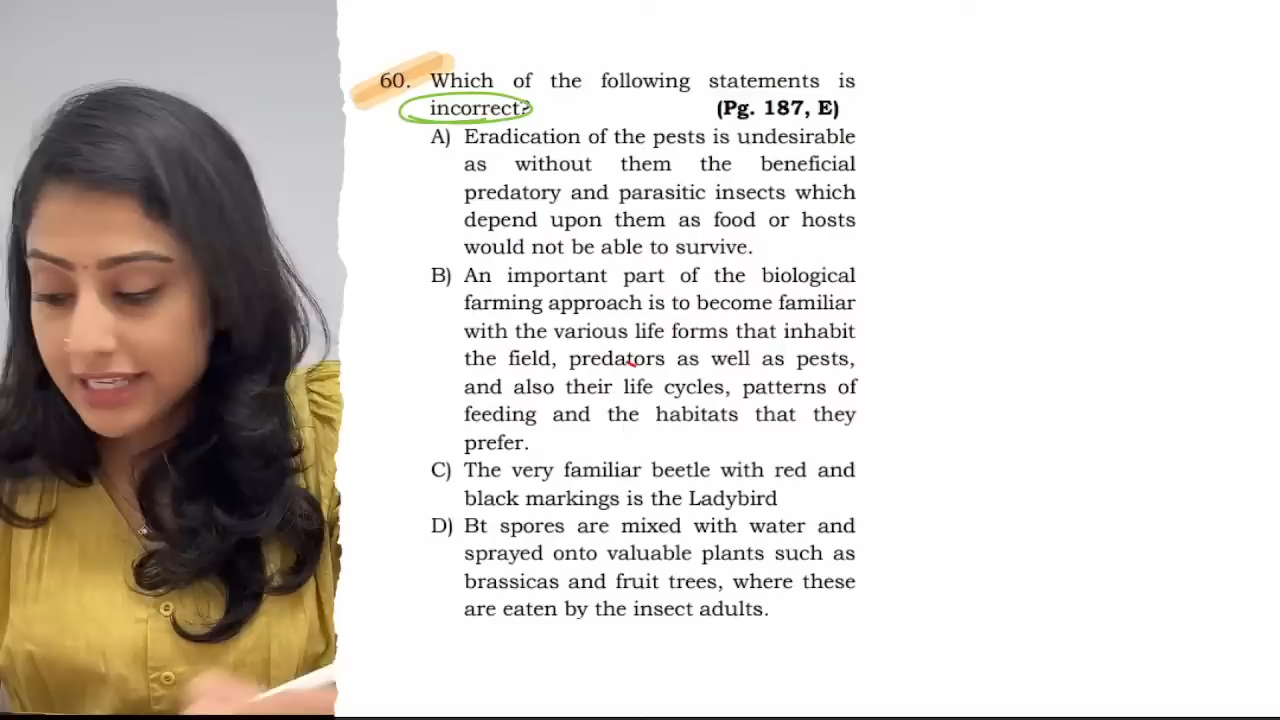 60. Which of the following statements is
incorrect? (Pg. 187, E)
A) Eradication of the pests is undesirable
as without them the beneficial
predatory and parasitic insects which
depend upon them as food or hosts
would not be able to survive.
B) An important part of the biological
farming approach is to become familiar
with the various life forms that inhabit
the field, predators as well as pests,
and also their life cycles, patterns of
feeding and the habitats that they
prefer.
C) The very familiar beetle with red and
black markings is the Ladybird
D) Bt spores are mixed with water and
sprayed onto valuable plants such as
brassicas and fruit trees, where these
are eaten by the insect adults.